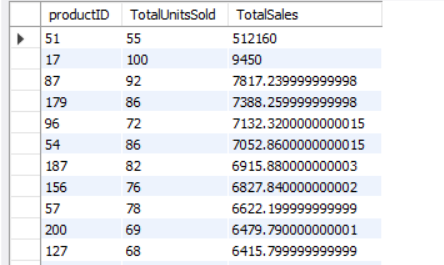 productID TotalUnitsSold TotalSales
51 55 512160
17 100 9450
87 92 7817.239999999998
179 86 7388.259999999998
96 72 7132.3200000000015
54 86 7052.8600000000015
187 82 6915.880000000003
156 76 6827.840000000002
57 78 6622.199999999999
200 69 6479.790000000001
127 68 6415.799999999999